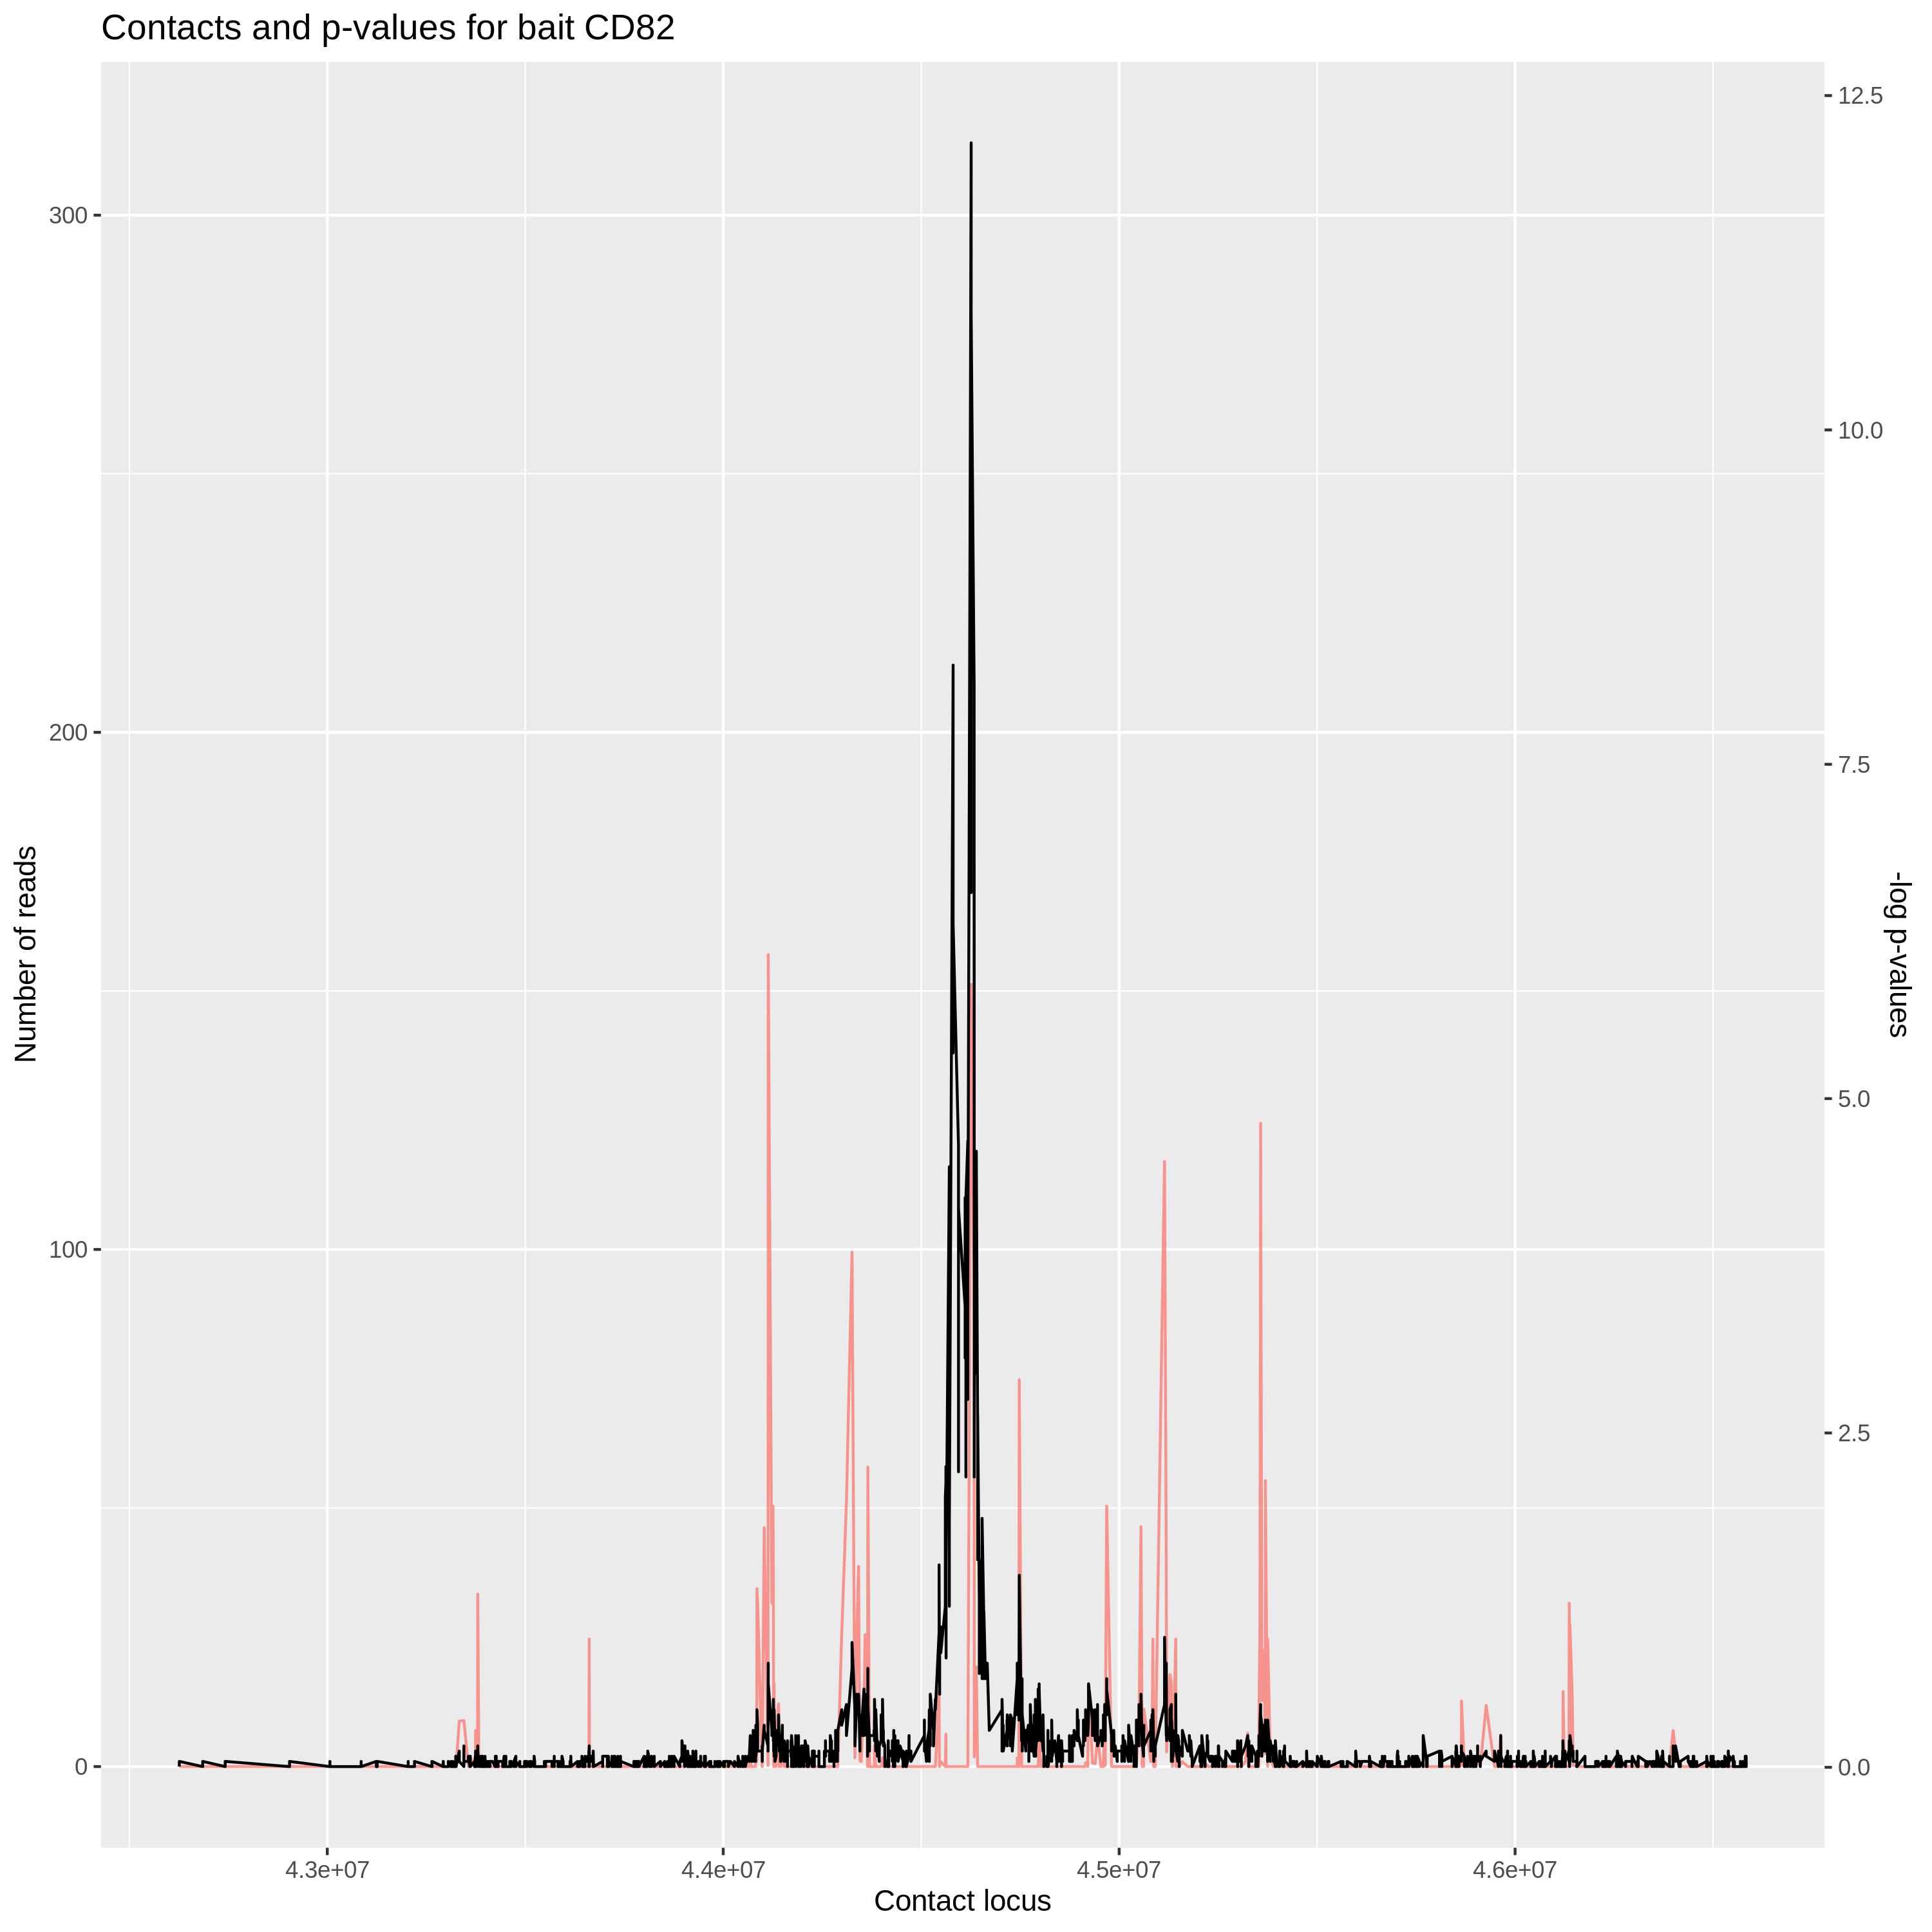 Contacts and p-values for bait CD82
12.5
300
10.0
200
7.5
Number of reads
-log p-values
5.0
100
2.5
0
0.0
4.3e+07
4.4e+07
4.5e+07
4.6e+07
Contact locus